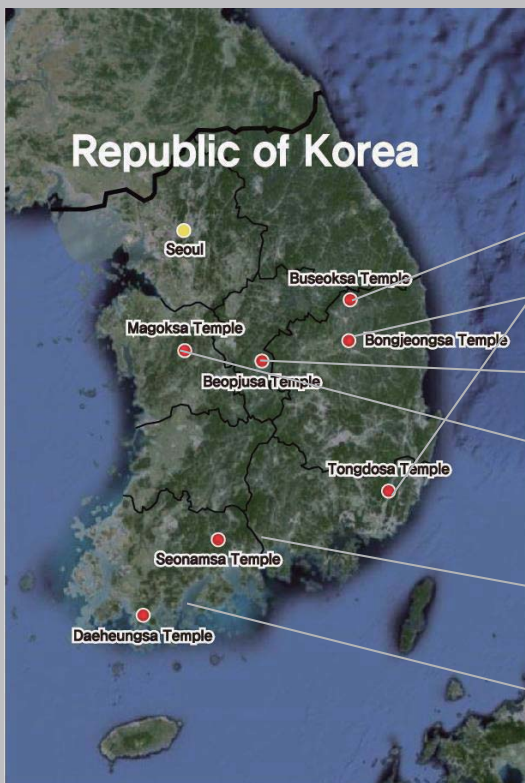 Republic of Korea
Seoul
Buseoksa Temple
Magoksa Temple
Bongjeongsa Temple
Beopjusa Temple
Tongdosa Temple
Seonamsa Temple
Daeheungsa Temple